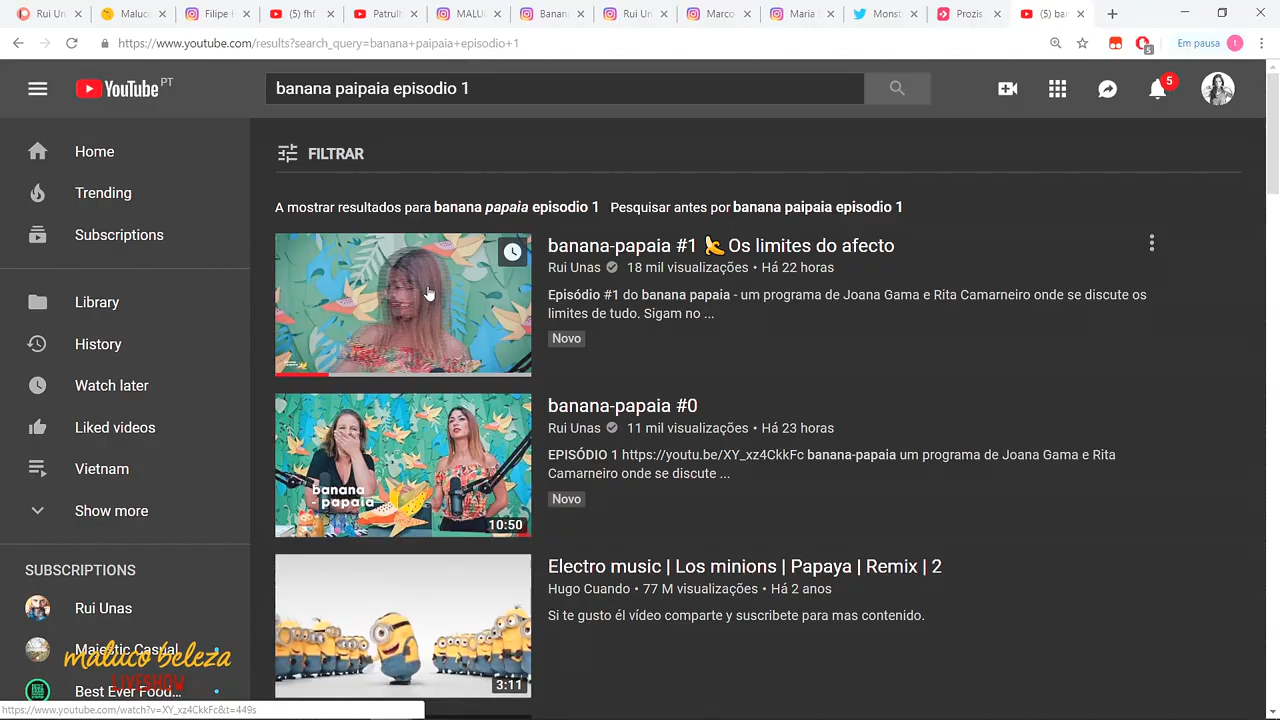 Rui Un
Maluco
Filipe H
(5) fhf
Patrulh
MALUC
Banana
Rui Un
Marco
Maria
Monst
Prozis
(5) ban
https://www.youtube.com/results?search_query=banana+paipaia+episodio+1
5
Em pausa
t
YouTube PT
banana paipaia episodio 1
5
Home
Trending
Subscriptions
Library
History
Watch later
Liked videos
Vietnam
Show more
SUBSCRIPTIONS
Rui Unas
Majestic Casual
Best Ever Food...
FILTRAR
A mostrar resultados para banana papaia episodio 1 Pesquisar antes por banana paipaia episodio 1
banana-papaia #1 🍌 Os limites do afecto
Rui Unas 18 mil visualizações • Há 22 horas
Episódio #1 do banana papaia - um programa de Joana Gama e Rita Camarneiro onde se discute os
limites de tudo. Sigam no ...
Novo
banana
- papaia
10:50
banana-papaia #0
Rui Unas 11 mil visualizações • Há 23 horas
EPISÓDIO 1 https://youtu.be/XY_xz4CkkFc banana-papaia um programa de Joana Gama e Rita
Camarneiro onde se discute ...
Novo
3:11
Electro music | Los minions | Papaya | Remix | 2
Hugo Cuando • 77 M visualizações • Há 2 anos
Si te gusto él vídeo comparte y suscribete para mas contenido.
maluco beleza
LIVESHOW
https://www.youtube.com/watch?v=XY_xz4CkkFc&t=449s